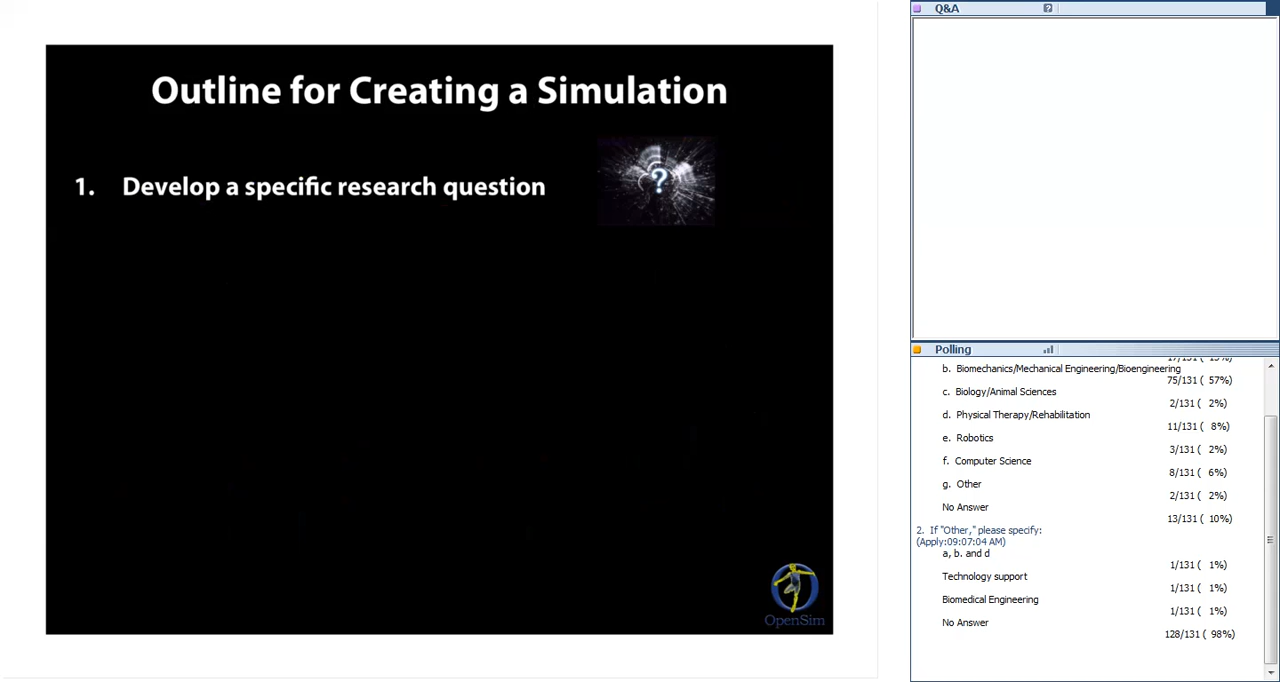 Outline for Creating a Simulation
1. Develop a specific research question
?
OpenSim
Q&A
?
Polling
17/131 ( 13%)
b. Biomechanics/Mechanical Engineering/Bioengineering
75/131 ( 57%)
c. Biology/Animal Sciences
2/131 ( 2%)
d. Physical Therapy/Rehabilitation
11/131 ( 8%)
e. Robotics
3/131 ( 2%)
f. Computer Science
8/131 ( 6%)
g. Other
2/131 ( 2%)
No Answer
13/131 ( 10%)
2. If "Other," please specify:
(Apply:09:07:04 AM)
a, b. and d
1/131 ( 1%)
Technology support
1/131 ( 1%)
Biomedical Engineering
1/131 ( 1%)
No Answer
128/131 ( 98%)